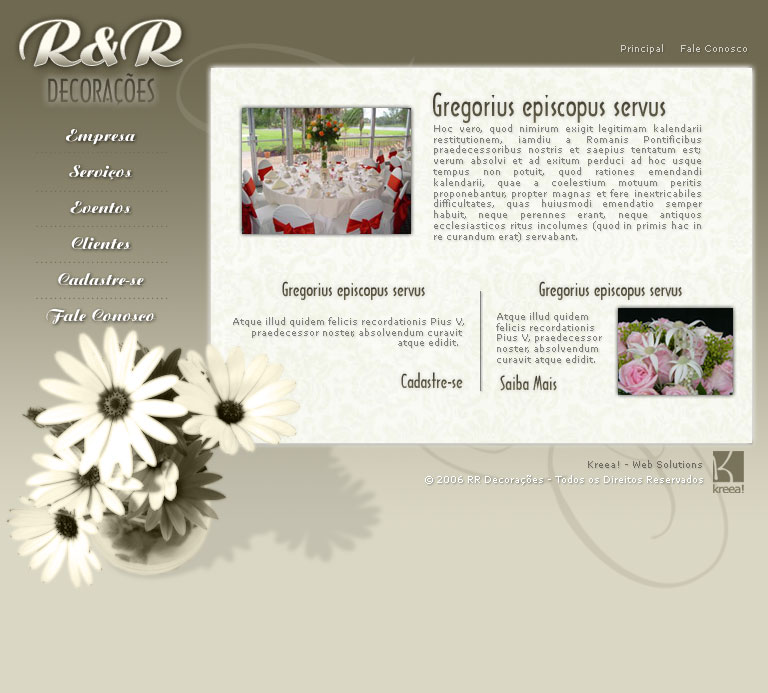 R&R
DECORAÇÕES
Principal Fale Conosco
Empresa
Serviços
Eventos
Clientes
Cadastre-se
Fale Conosco
Gregorius episcopus servus
Hoc vero, quod nimirum exigit legitimam kalendarii
restitutionem, iamdiu a Romanis Pontificibus
praedecessoribus nostris et saepius tentatum est;
verum absolvi et ad exitum perduci ad hoc usque
tempus non potuit, quod rationes emendandi
kalendarii, quae a coelestium motuum peritis
proponebantur, propter magnas et fere inextricabiles
difficultates, quas huiusmodi emendatio semper
habuit, neque perennes erant, neque antiquos
ecclesiasticos ritus incolumes (quod in primis hac in
re curandum erat) servabant.
Gregorius episcopus servus
Atque illud quidem felicis recordationis Pius V,
praedecessor noster, absolvendum curavit
atque edidit.
Cadastre-se
Gregorius episcopus servus
Atque illud quidem
felicis recordationis
Pius V, praedecessor
noster, absolvendum
curavit atque edidit.
Saiba Mais
Kreea! - Web Solutions
© 2006 RR Decorações - Todos os Direitos Reservados
kreea!